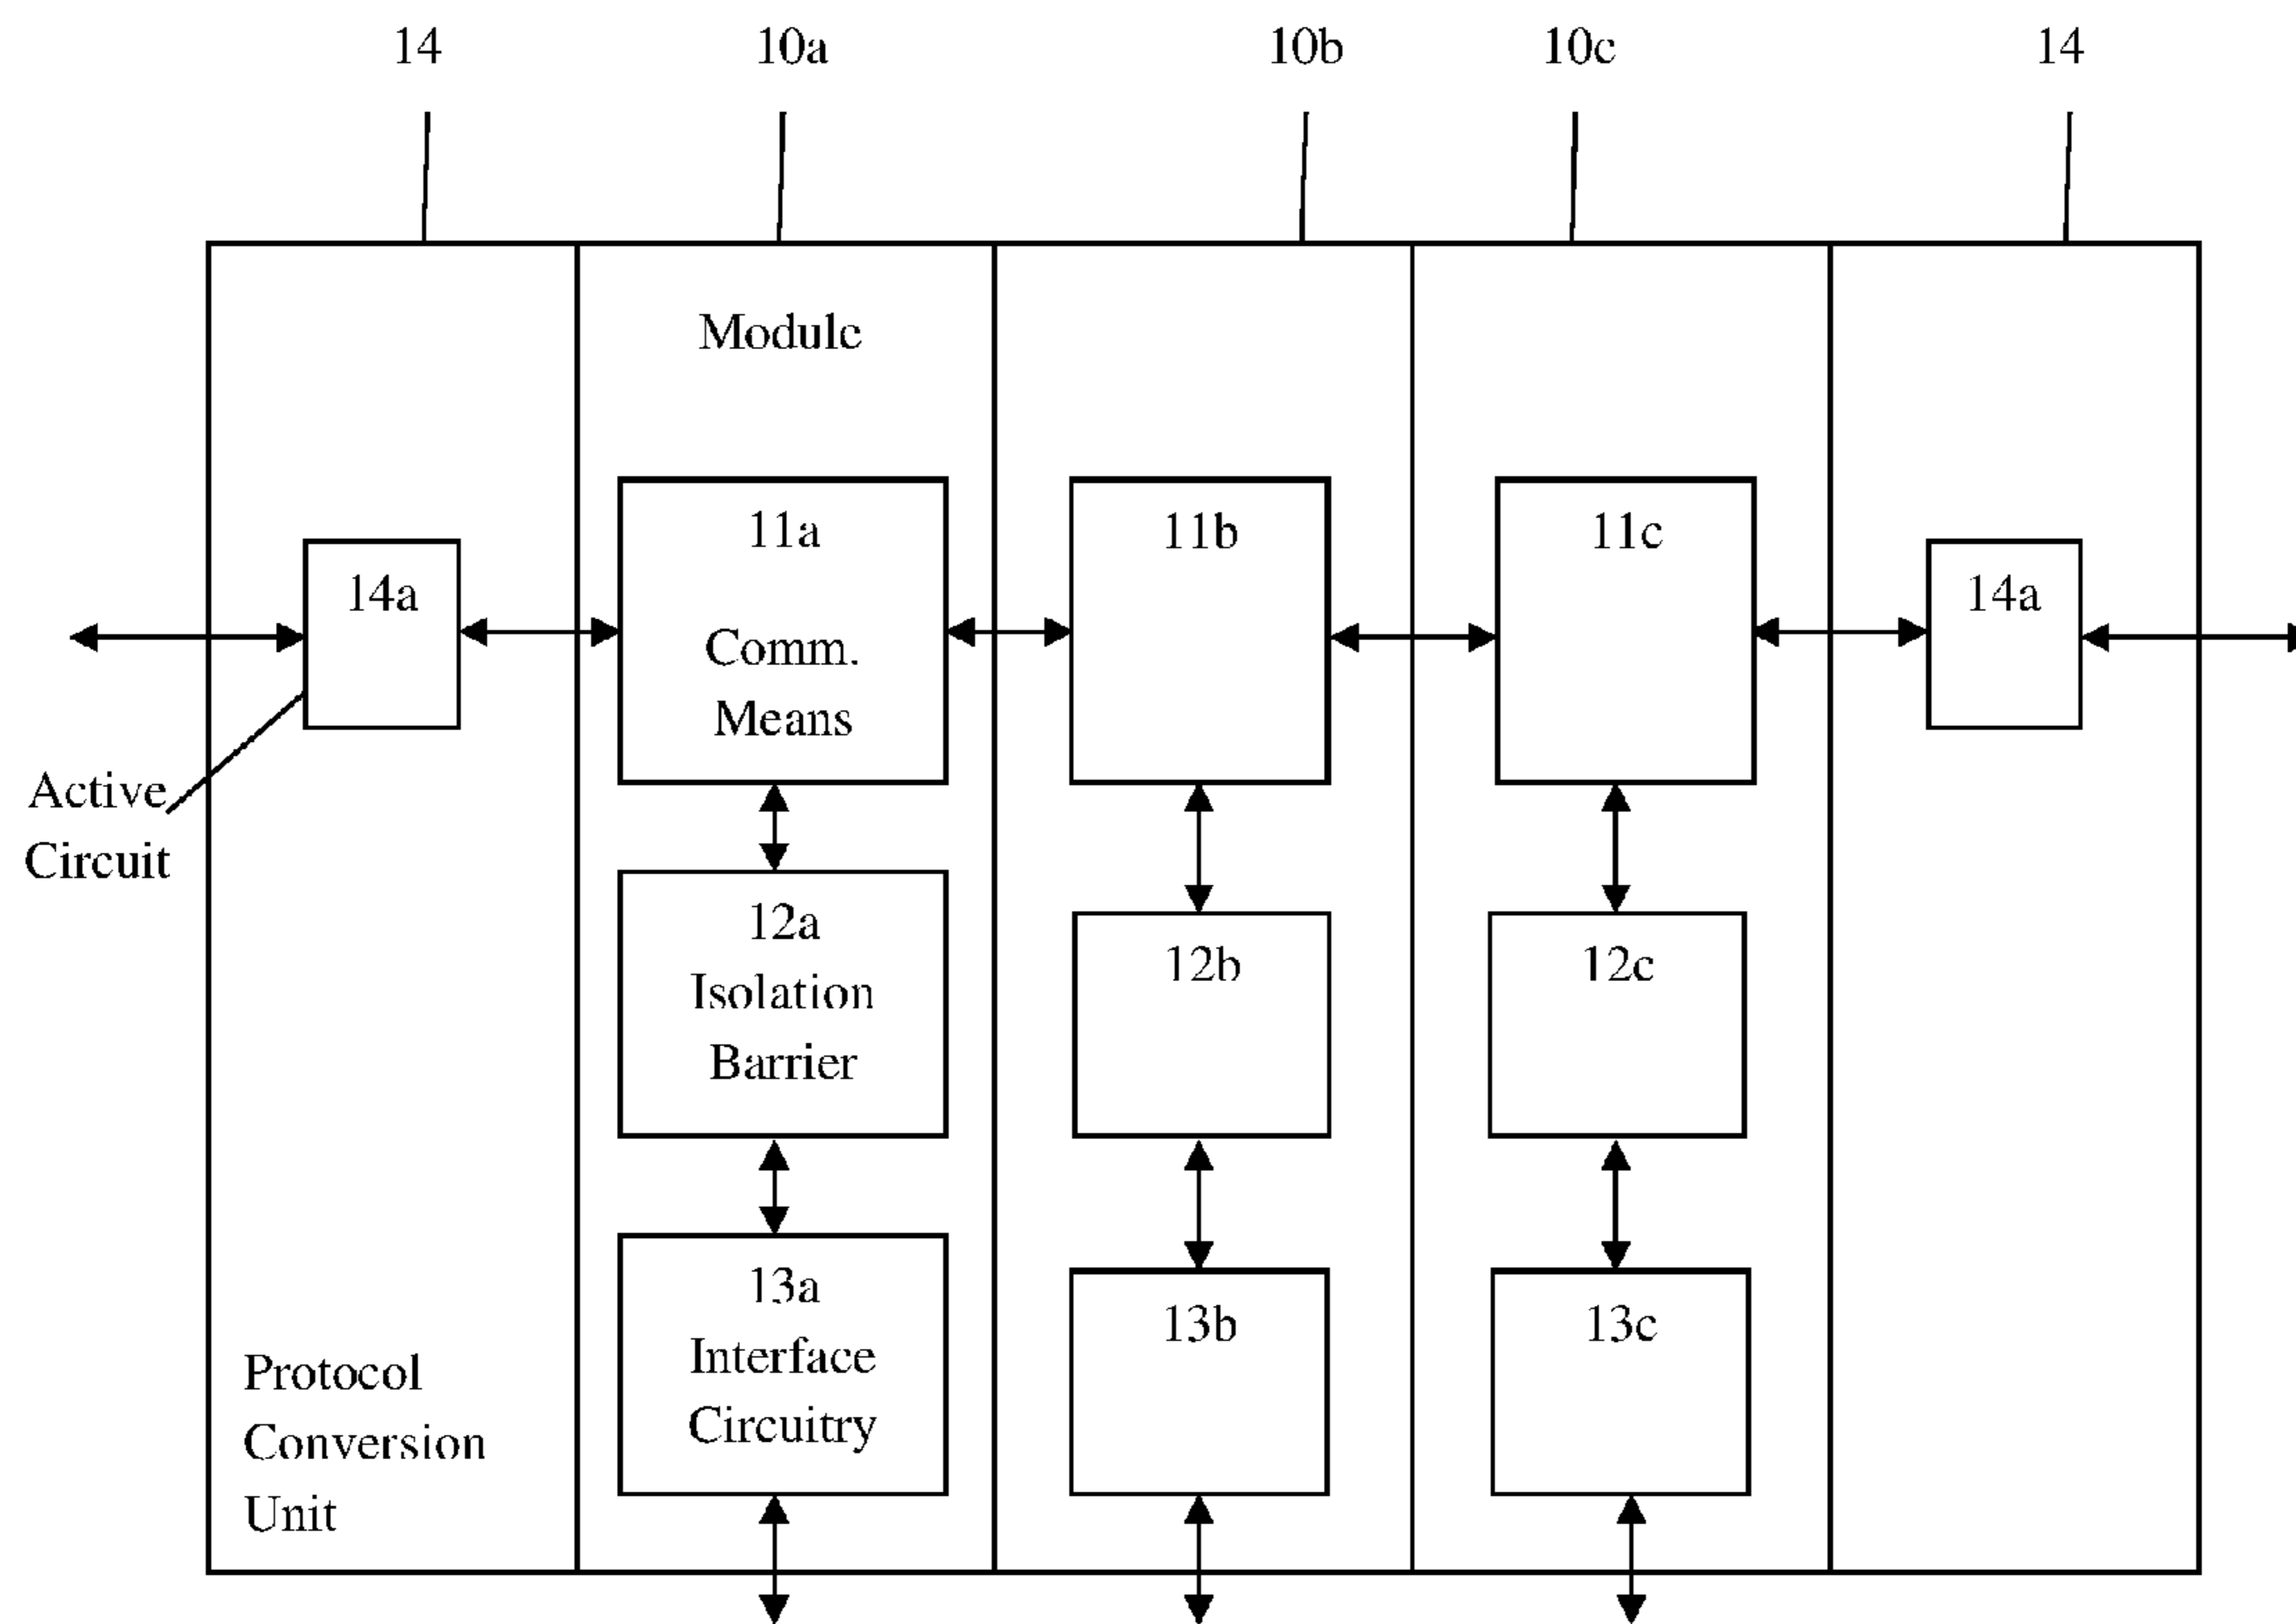 14 10a 10b 10c 14
Module
11a 11b 11c
14a 14a
Comm.
Means
Active
Circuit
12a 12b 12c
Isolation
Barrier
13a 13b 13c
Interface
Circuitry
Protocol
Conversion
Unit